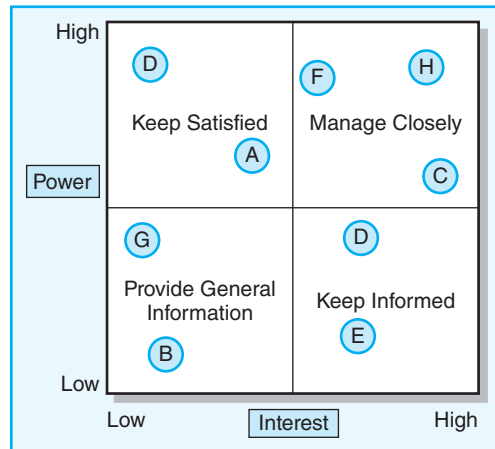 High
D
F
H
Keep Satisfied
Manage Closely
A
C
Power
G
D
Provide General
Information
Keep Informed
E
B
Low
Low
Interest
High